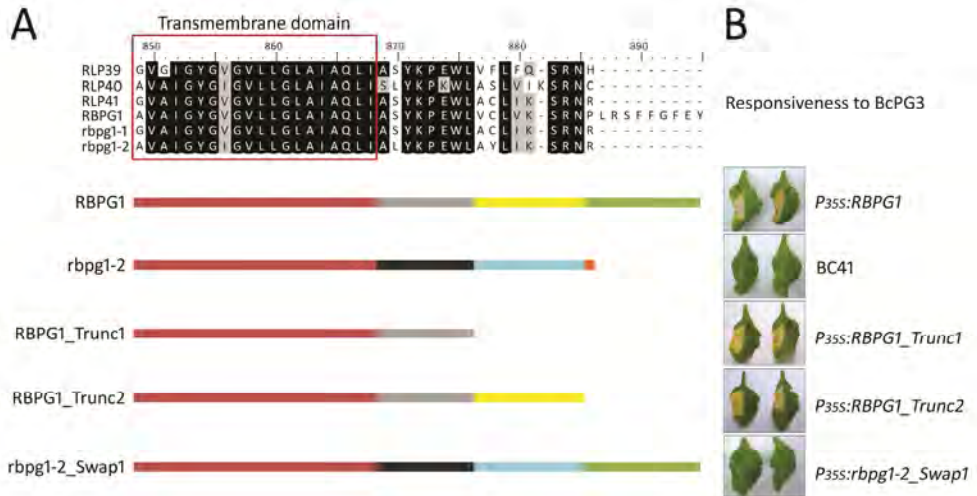 A
B
Transmembrane domain
850 860 870 880 390
RLP39 G V G I G Y G V G V L L G L A I A Q L I A S Y K P E W L V F L F Q - S R N H - - - - - - - - -
RLP40 A V A I G Y G I G V L L G L A I A Q L I S L Y K P K W L A S L V I K S R N C - - - - - - - - -
RLP41 G V A I G Y G V G V L L G L A I A Q L I A S Y K P E W L A C L I K - S R N R - - - - - - - - -
RBPG1 A V A I G Y G I G V L L G L A I A Q L I A S Y K P E W L V C L V K - S R N P L R S F F G F E Y
rbpg1-1 G V A I G Y G V G V L L G L A I A Q L I A S Y K P E W L V C L I K - S R N R - - - - - - - - -
rbpg1-2 A V A I G Y G I G V L L G L A I A Q L I A L Y K P E W L A Y L I K - S R N R - - - - - - - - -
Responsiveness to BcPG3
RBPG1
P35S:RBPG1
rbpg1-2
BC41
RBPG1_Trunc1
P35S:RBPG1_Trunc1
RBPG1_Trunc2
P35S:RBPG1_Trunc2
rbpg1-2_Swap1
P35S:rbpg1-2_Swap1